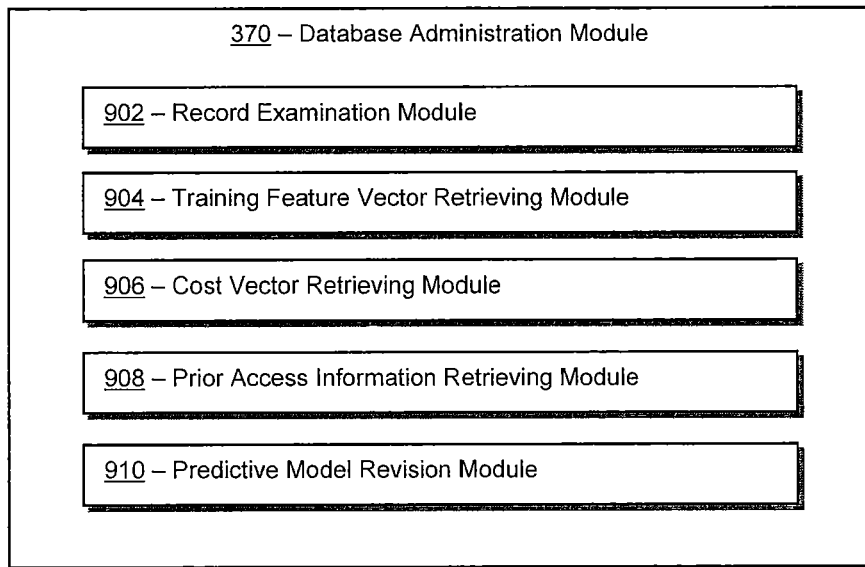 370 – Database Administration Module
902 – Record Examination Module
904 – Training Feature Vector Retrieving Module
906 – Cost Vector Retrieving Module
908 – Prior Access Information Retrieving Module
910 – Predictive Model Revision Module